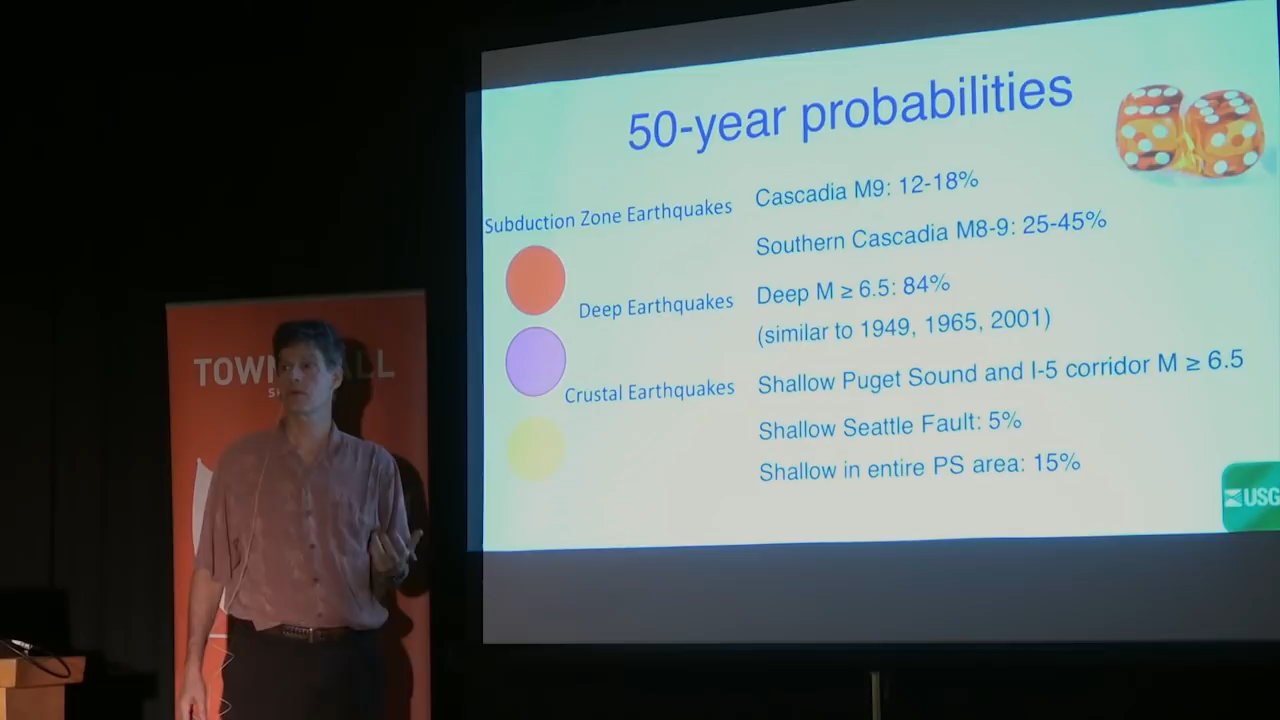 50-year probabilities
Subduction Zone Earthquakes
Cascadia M9: 12-18%
Southern Cascadia M8-9: 25-45%
Deep Earthquakes
Deep M ≥ 6.5: 84%
(similar to 1949, 1965, 2001)
Crustal Earthquakes
Shallow Puget Sound and I-5 corridor M ≥ 6.5
Shallow Seattle Fault: 5%
Shallow in entire PS area: 15%
USG